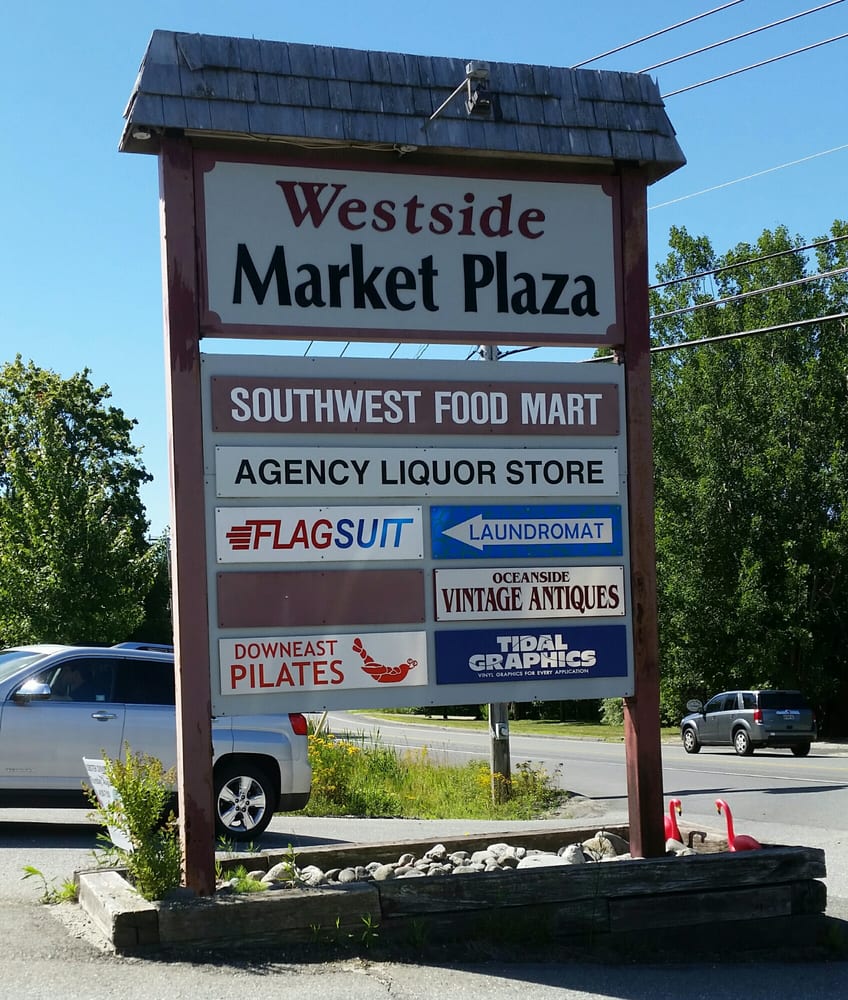 Westside
Market Plaza
SOUTHWEST FOOD MART
AGENCY LIQUOR STORE
FLAGSUIT
LAUNDROMAT
OCEANSIDE
VINTAGE ANTIQUES
DOWNEAST
PILATES
TIDAL
GRAPHICS
VINYL GRAPHICS FOR EVERY APPLICATION